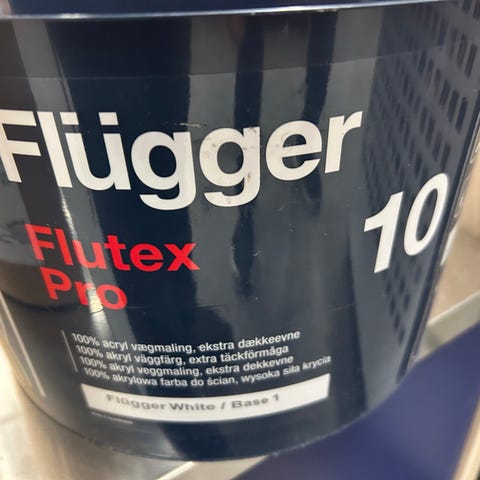 Flügger
Flutex
Pro
10
100% acryl vægmaling, ekstra dækkeevne
100% akryl väggfärg, extra täckförmåga
100% akryl veggmaling, ekstra dekkevne
100% akrylowa farba do ścian, wysoka siła krycia
Flügger White / Base 1